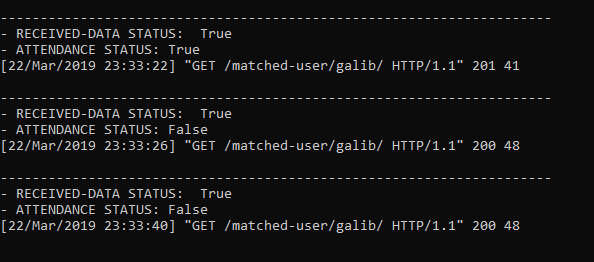 ---------------------------------------------------------------------
- RECEIVED-DATA STATUS:  True
- ATTENDANCE STATUS: True
[22/Mar/2019 23:33:22] "GET /matched-user/galib/ HTTP/1.1" 201 41
---------------------------------------------------------------------
- RECEIVED-DATA STATUS:  True
- ATTENDANCE STATUS: False
[22/Mar/2019 23:33:26] "GET /matched-user/galib/ HTTP/1.1" 200 48
---------------------------------------------------------------------
- RECEIVED-DATA STATUS:  True
- ATTENDANCE STATUS: False
[22/Mar/2019 23:33:40] "GET /matched-user/galib/ HTTP/1.1" 200 48